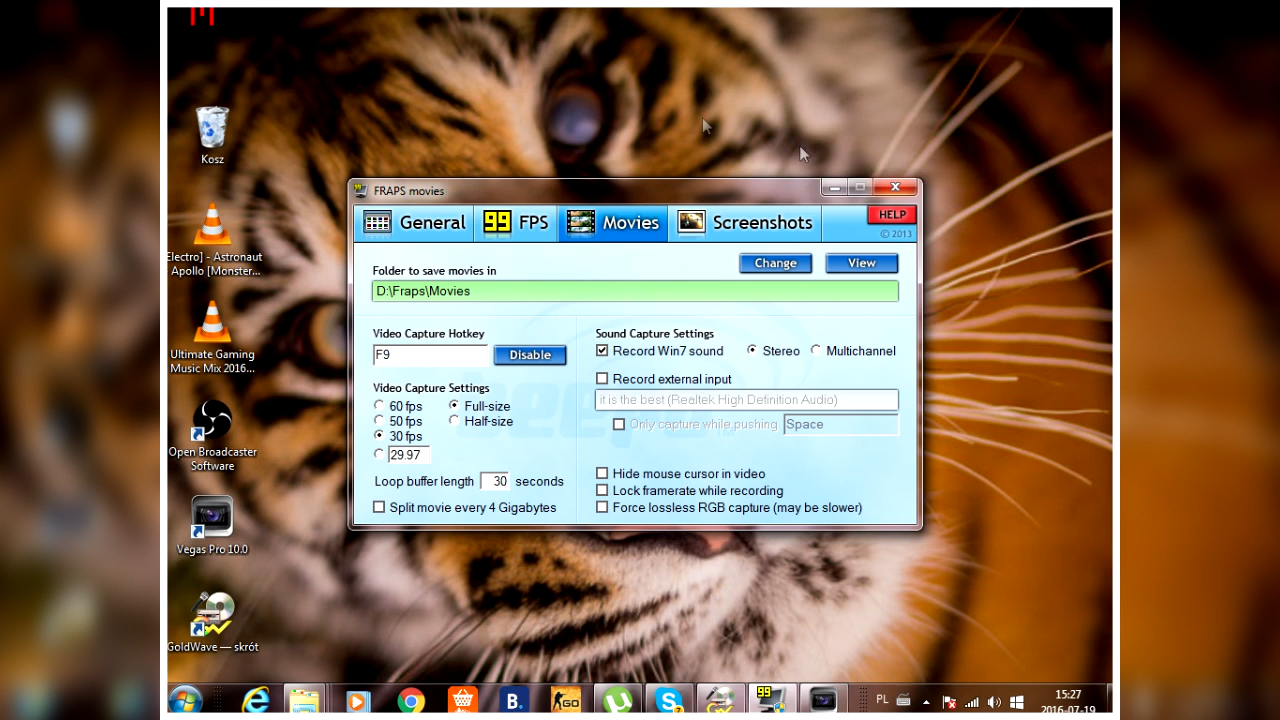 Kosz
Electro] - Astronaut
Apollo [Monster...
Ultimate Gaming
Music Mix 2016...
Open Broadcaster
Software
Vegas Pro 10.0
GoldWave — skrót
FRAPS movies
General
99 FPS
Movies
Screenshots
HELP
© 2013
Folder to save movies in
Change
View
D:\Fraps\Movies
Video Capture Hotkey
F9
Disable
Video Capture Settings
60 fps
Full-size
50 fps
Half-size
30 fps
29.97
Loop buffer length 30 seconds
Split movie every 4 Gigabytes
Sound Capture Settings
Record Win7 sound
Stereo
Multichannel
Record external input
it is the best (Realtek High Definition Audio)
Only capture while pushing
Space
Hide mouse cursor in video
Lock framerate while recording
Force lossless RGB capture (may be slower)
beepa
B.
GO
99
PL
15:27
2016-07-19